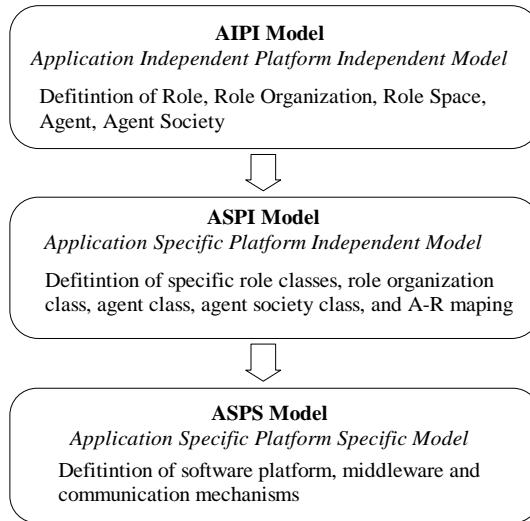 AIPI Model
Application Independent Platform Independent Model
Defitintion of Role, Role Organization, Role Space,
Agent, Agent Society
ASPI Model
Application Specific Platform Independent Model
Defitintion of specific role classes, role organization
class, agent class, agent society class, and A-R maping
ASPS Model
Application Specific Platform Specific Model
Defitintion of software platform, middleware and
communication mechanisms